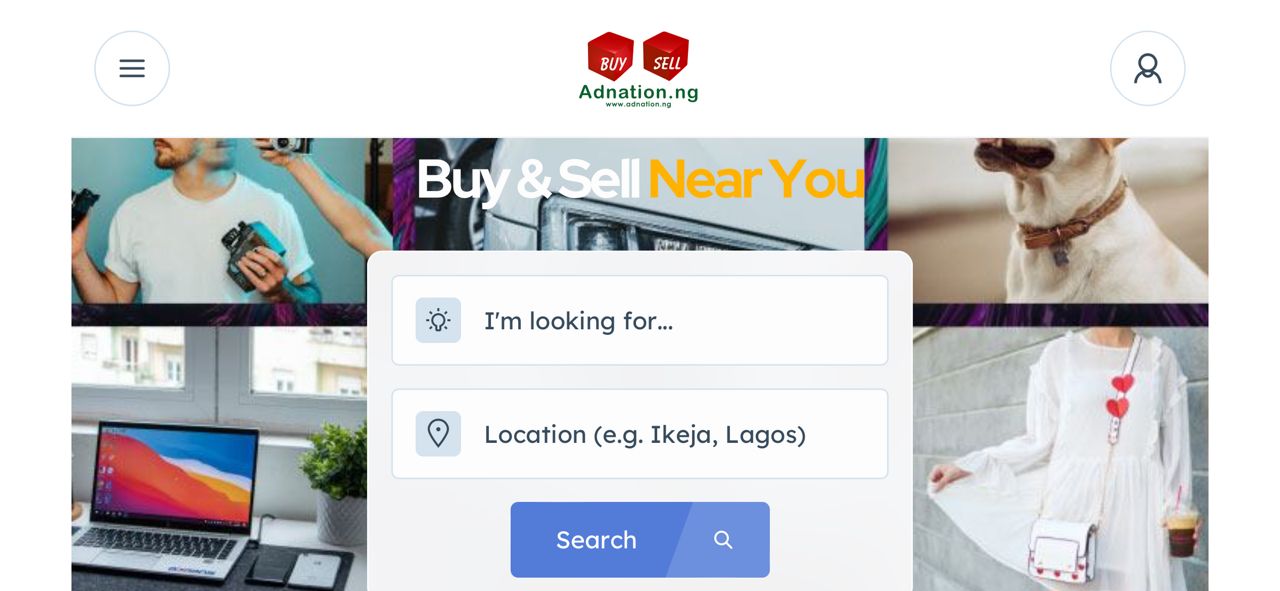 BUY SELL
Adnation.ng
www.adnation.ng
Buy & Sell Near You
I'm looking for...
Location (e.g. Ikeja, Lagos)
Search